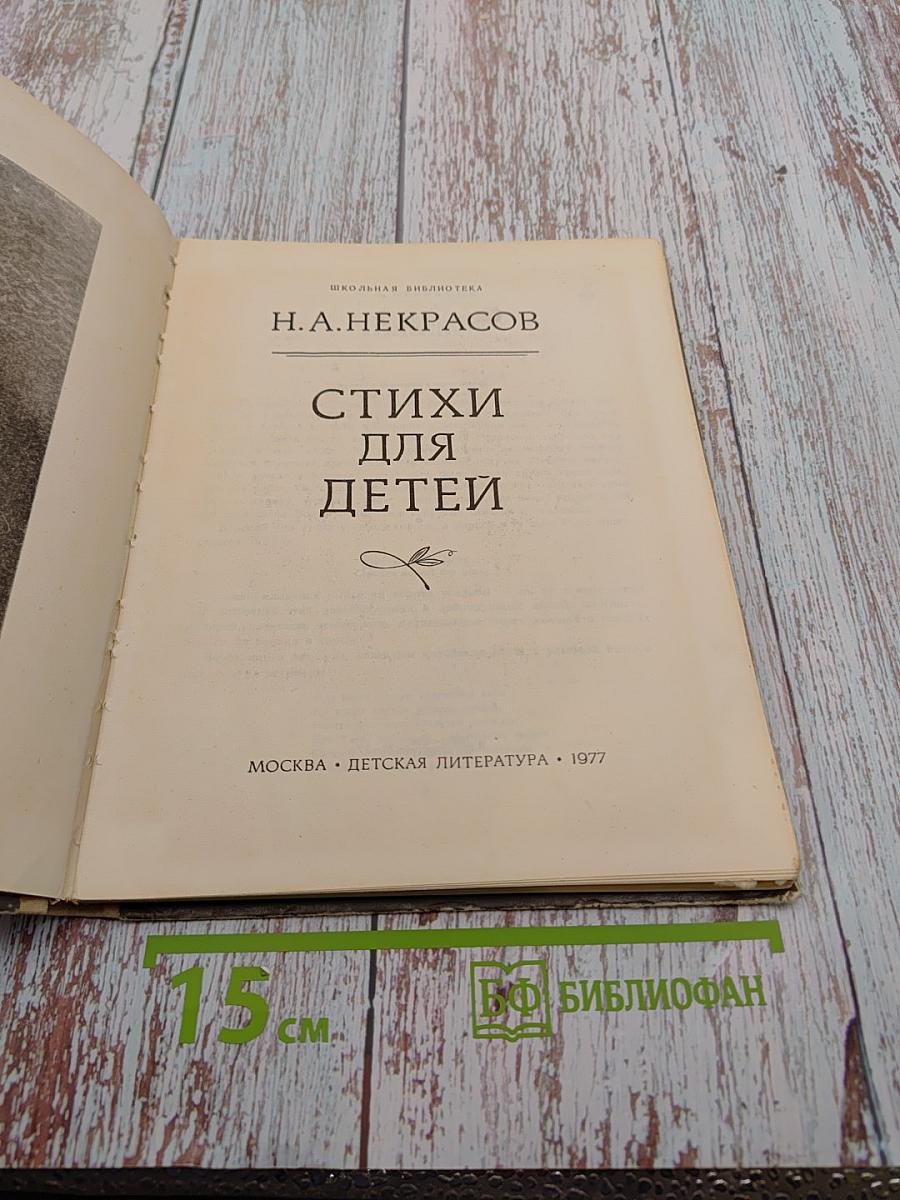 ШКОЛЬНАЯ БИБЛИОТЕКА
Н.А.НЕКРАСОВ
СТИХИ
ДЛЯ
ДЕТЕЙ
МОСКВА • ДЕТСКАЯ ЛИТЕРАТУРА • 1977
15 см
БФ БИБЛИОФАН